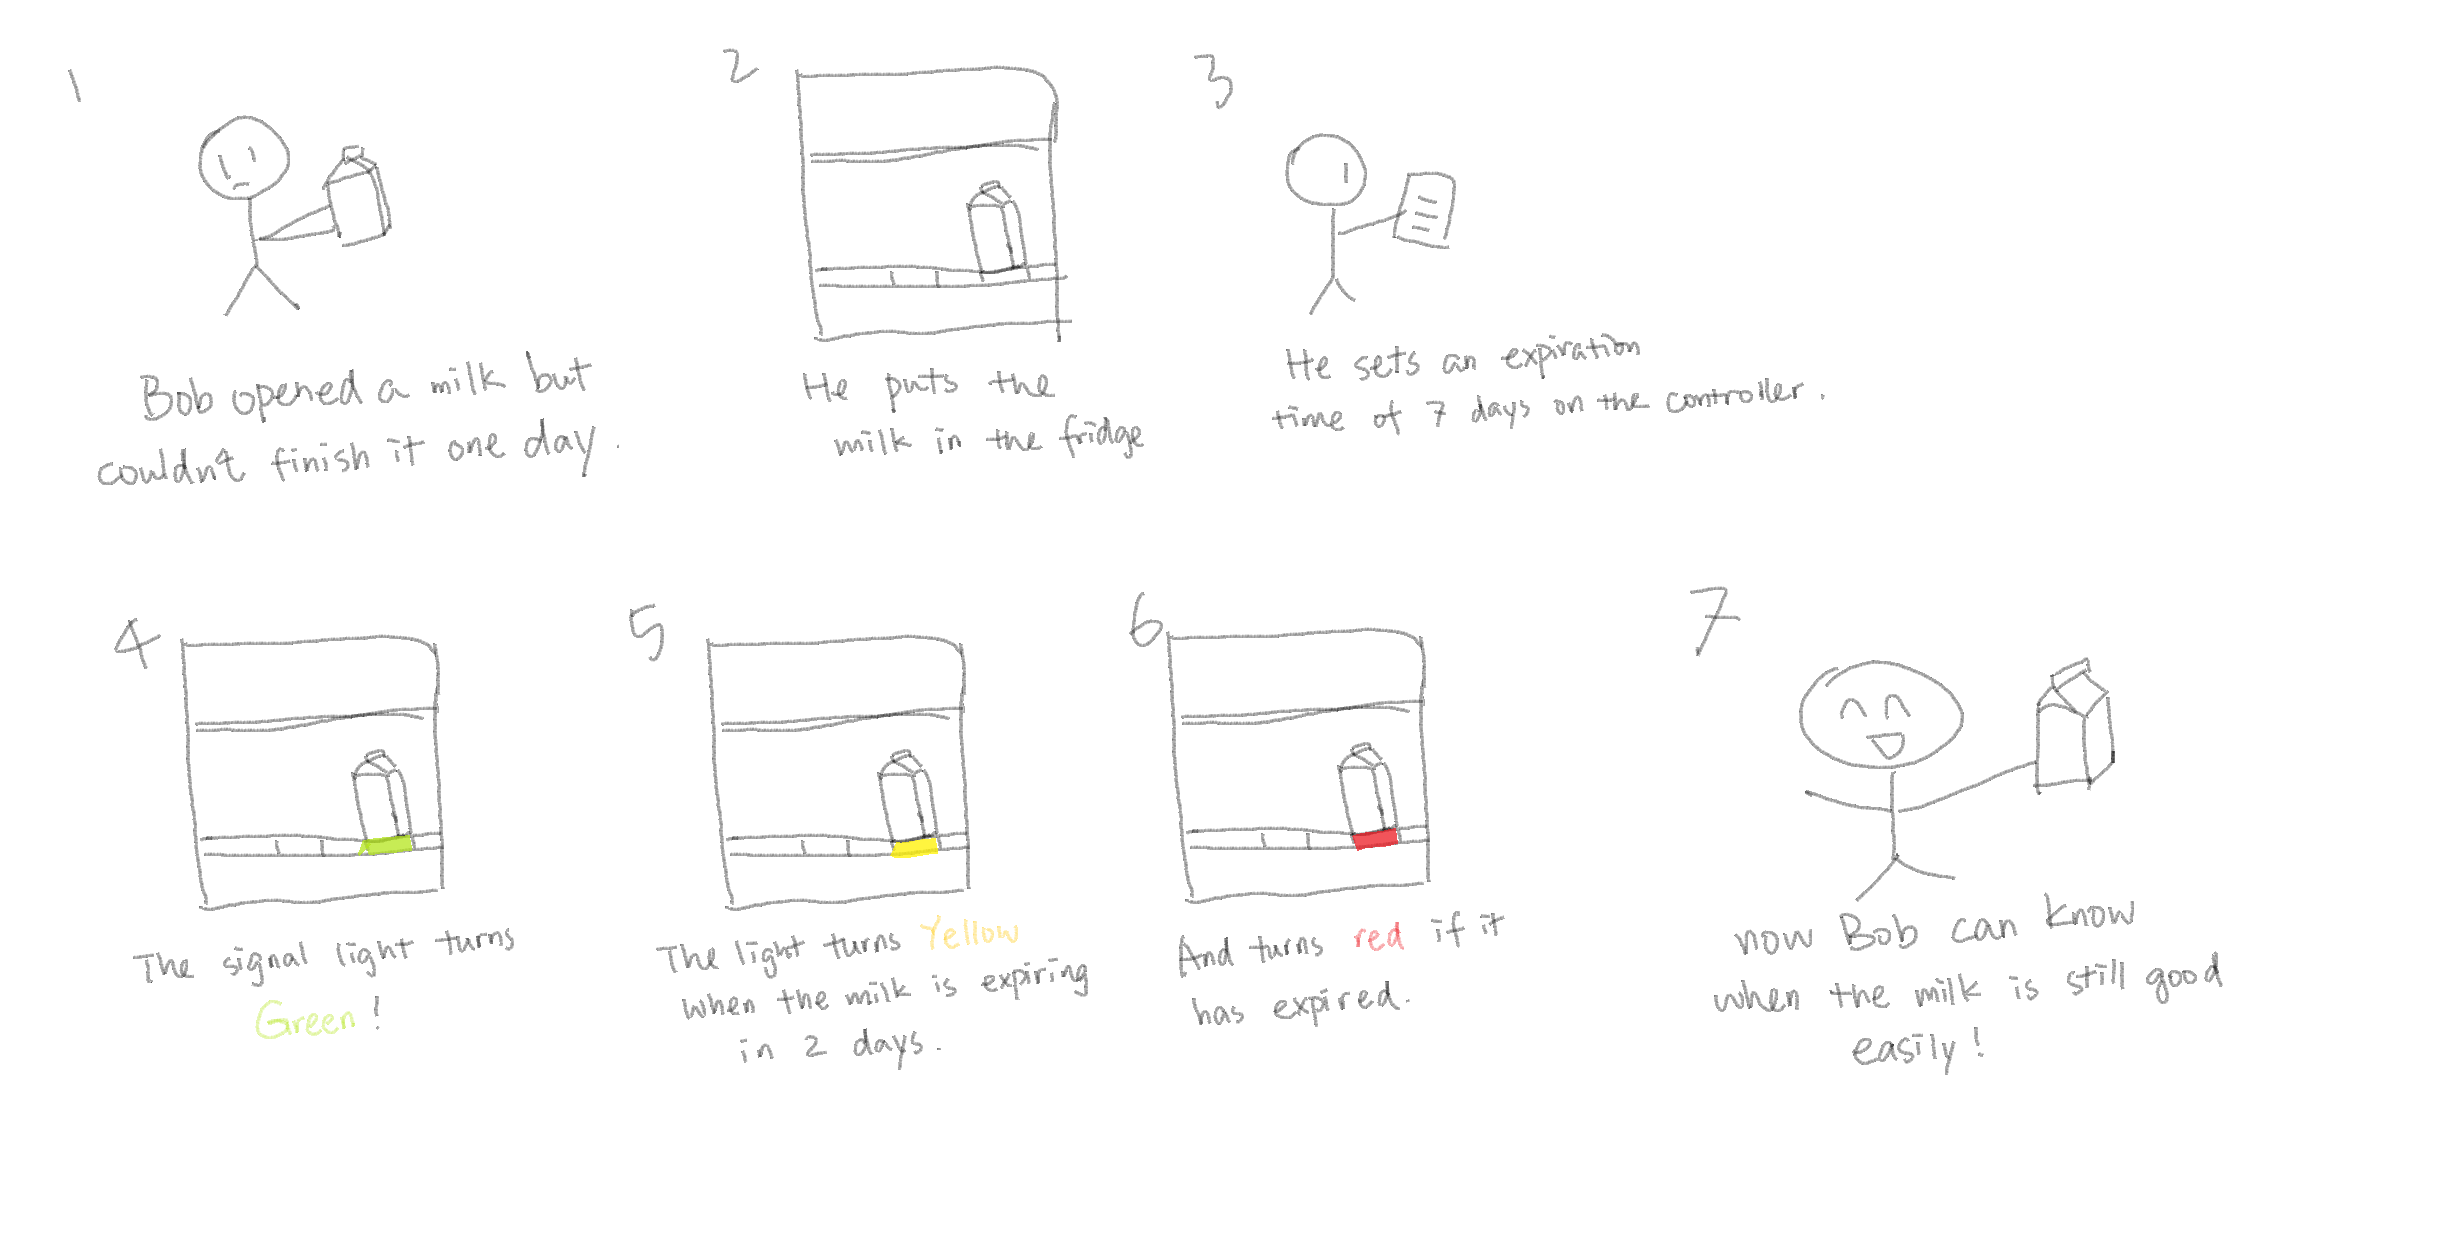 1
Bob opened a milk but
couldn't finish it one day.
2
He puts the
milk in the fridge
3
He sets an expiration
time of 7 days on the controller.
4
The signal light turns
Green!
5
The light turns Yellow
when the milk is expiring
in 2 days.
6
And turns red if it
has expired.
7
now Bob can know
when the milk is still good
easily!